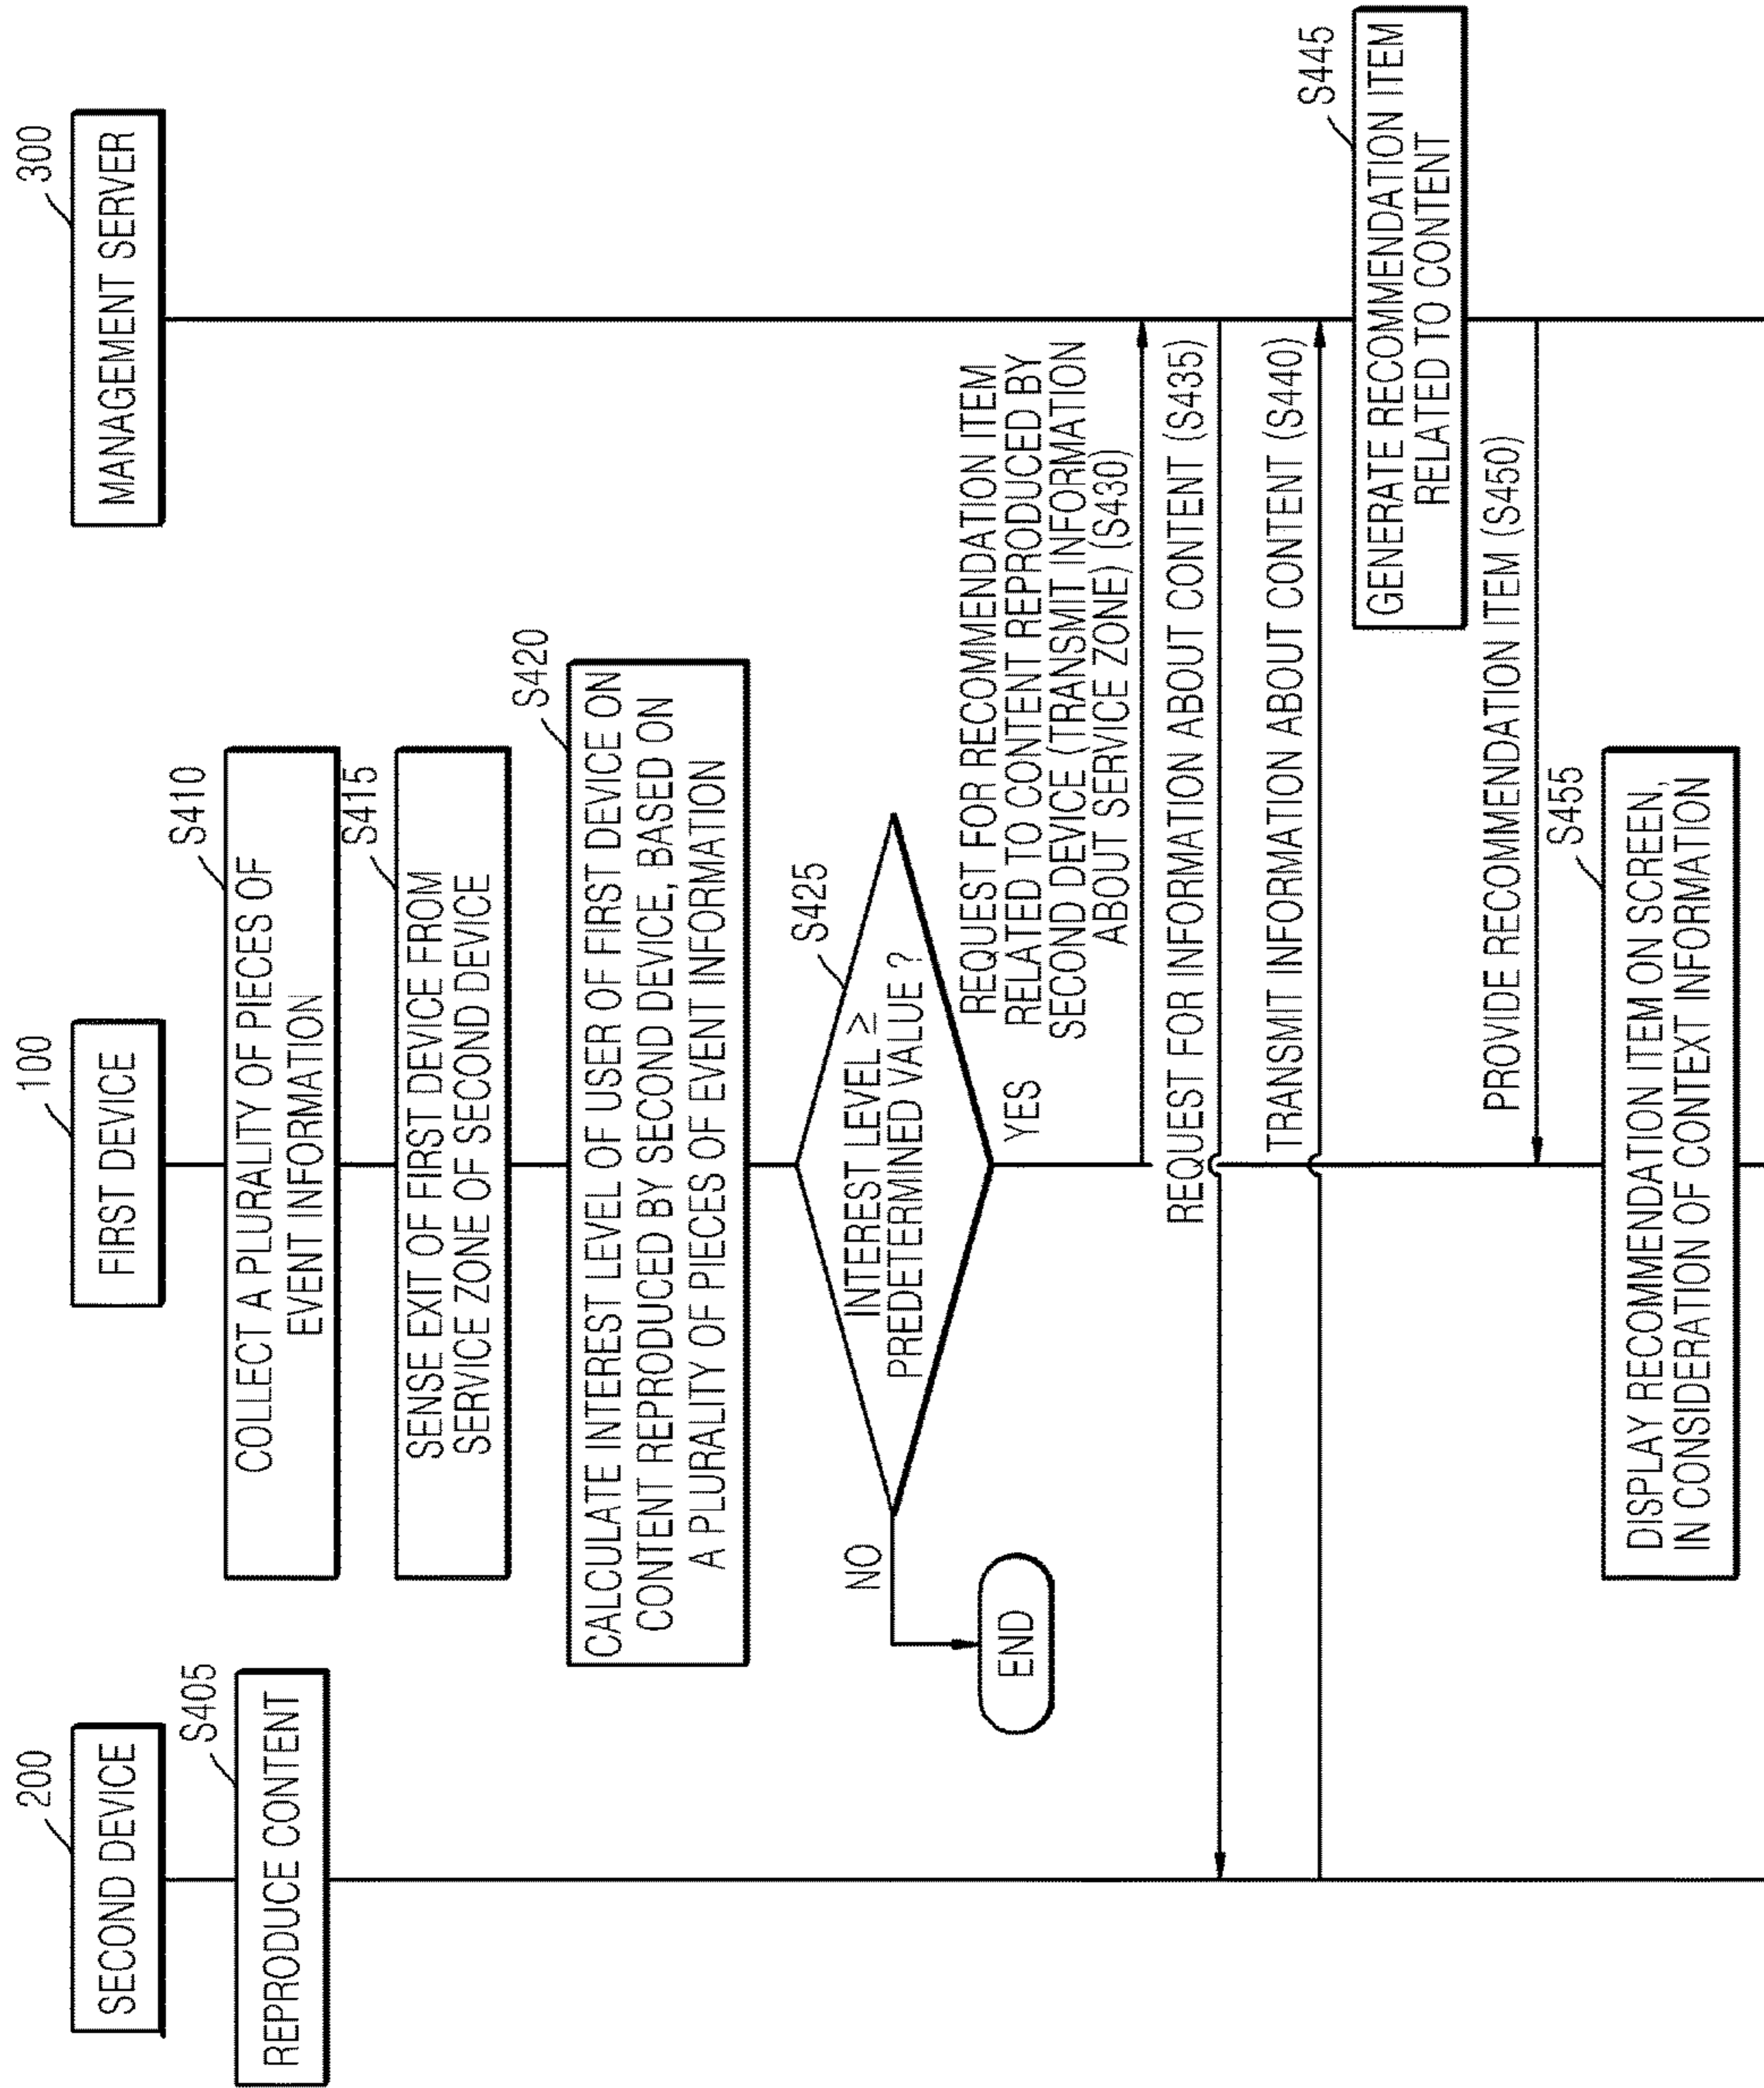 200
SECOND DEVICE
100
FIRST DEVICE
300
MANAGEMENT SERVER
S405
REPRODUCE CONTENT
S410
COLLECT A PLURALITY OF PIECES OF
EVENT INFORMATION
S415
SENSE EXIT OF FIRST DEVICE FROM
SERVICE ZONE OF SECOND DEVICE
S420
CALCULATE INTEREST LEVEL OF USER OF FIRST DEVICE ON
CONTENT REPRODUCED BY SECOND DEVICE, BASED ON
A PLURALITY OF PIECES OF EVENT INFORMATION
S425
INTEREST LEVEL ≥
PREDETERMINED VALUE ?
NO
END
YES
REQUEST FOR RECOMMENDATION ITEM
RELATED TO CONTENT REPRODUCED BY
SECOND DEVICE (TRANSMIT INFORMATION
ABOUT SERVICE ZONE) (S430)
REQUEST FOR INFORMATION ABOUT CONTENT (S435)
TRANSMIT INFORMATION ABOUT CONTENT (S440)
S445
GENERATE RECOMMENDATION ITEM
RELATED TO CONTENT
PROVIDE RECOMMENDATION ITEM (S450)
S455
DISPLAY RECOMMENDATION ITEM ON SCREEN,
IN CONSIDERATION OF CONTEXT INFORMATION